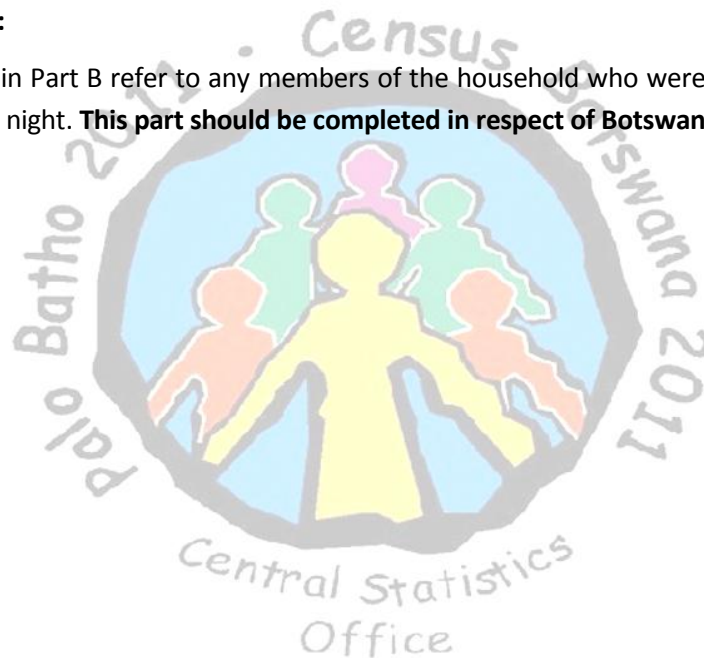 :
in Part B refer to any members of the household who were
night. This part should be completed in respect of Botswan
Palo Batho 2011 . Census Botswana 2011
Central Statistics
Office